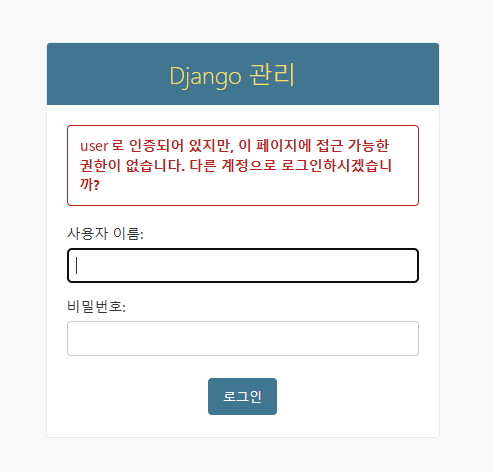 Django 관리
user 로 인증되어 있지만, 이 페이지에 접근 가능한
권한이 없습니다. 다른 계정으로 로그인하시겠습니
까?
사용자 이름:
비밀번호:
로그인